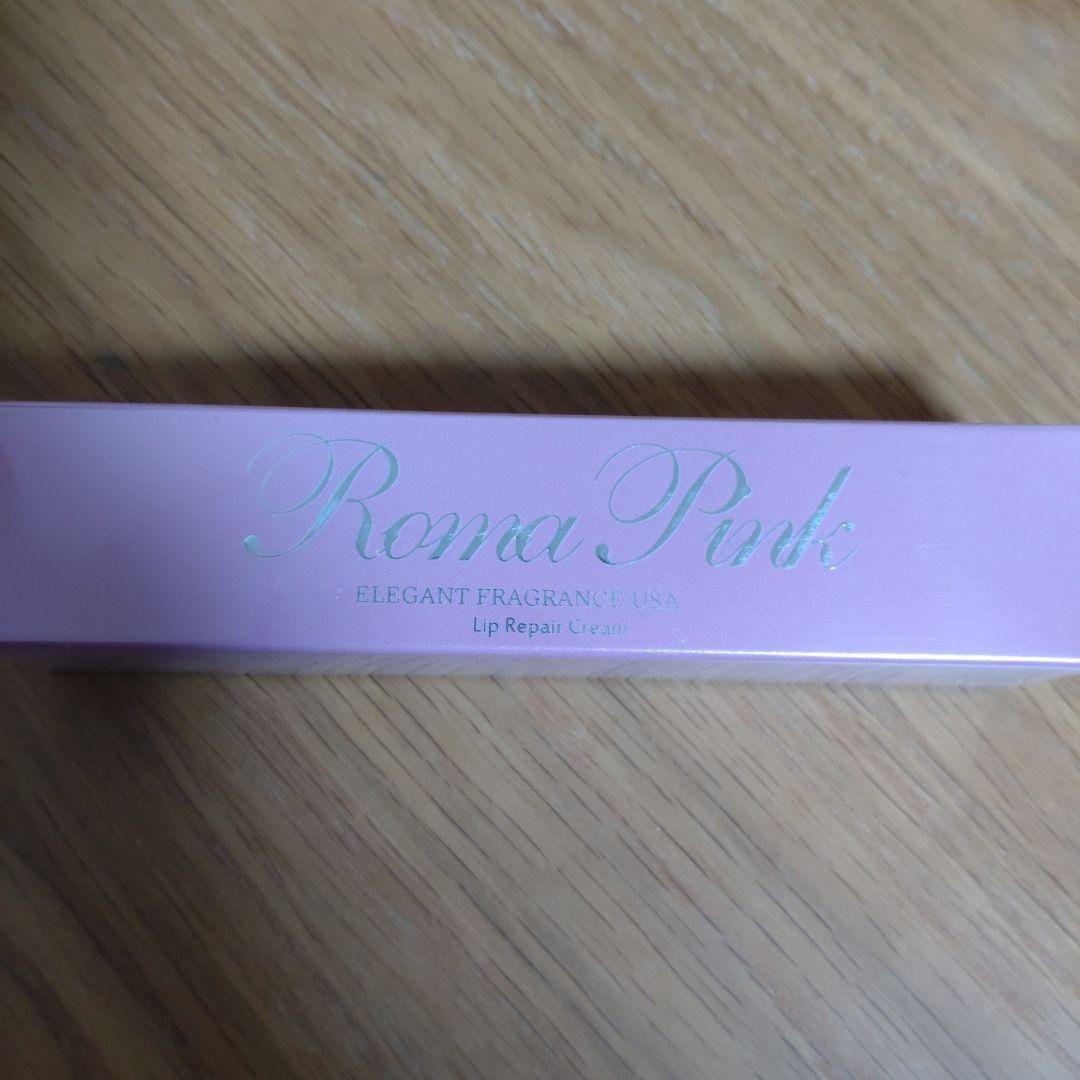 Roma Pink
ELEGANT FRAGRANCE USA
Lip Repair Cream